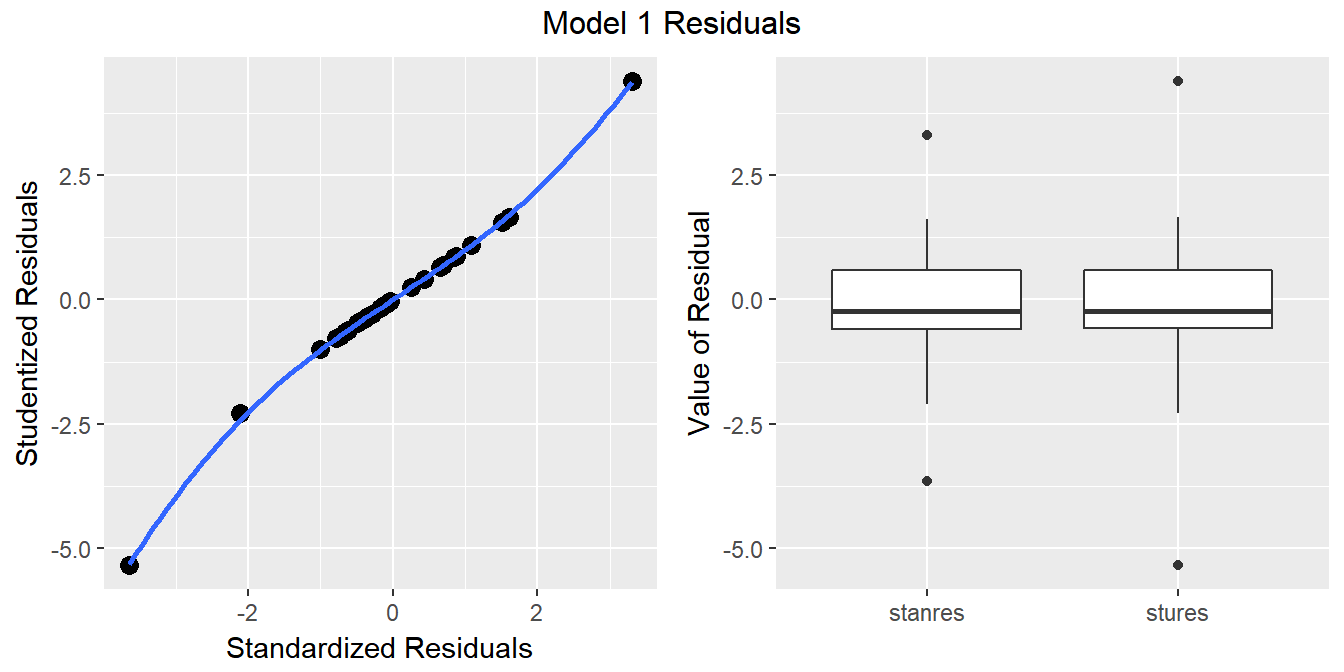 Model 1 Residuals
Studentized Residuals
2.5
0.0
-2.5
-5.0
-2
0
2
Standardized Residuals
Value of Residual
2.5
0.0
-2.5
-5.0
stanres
stures